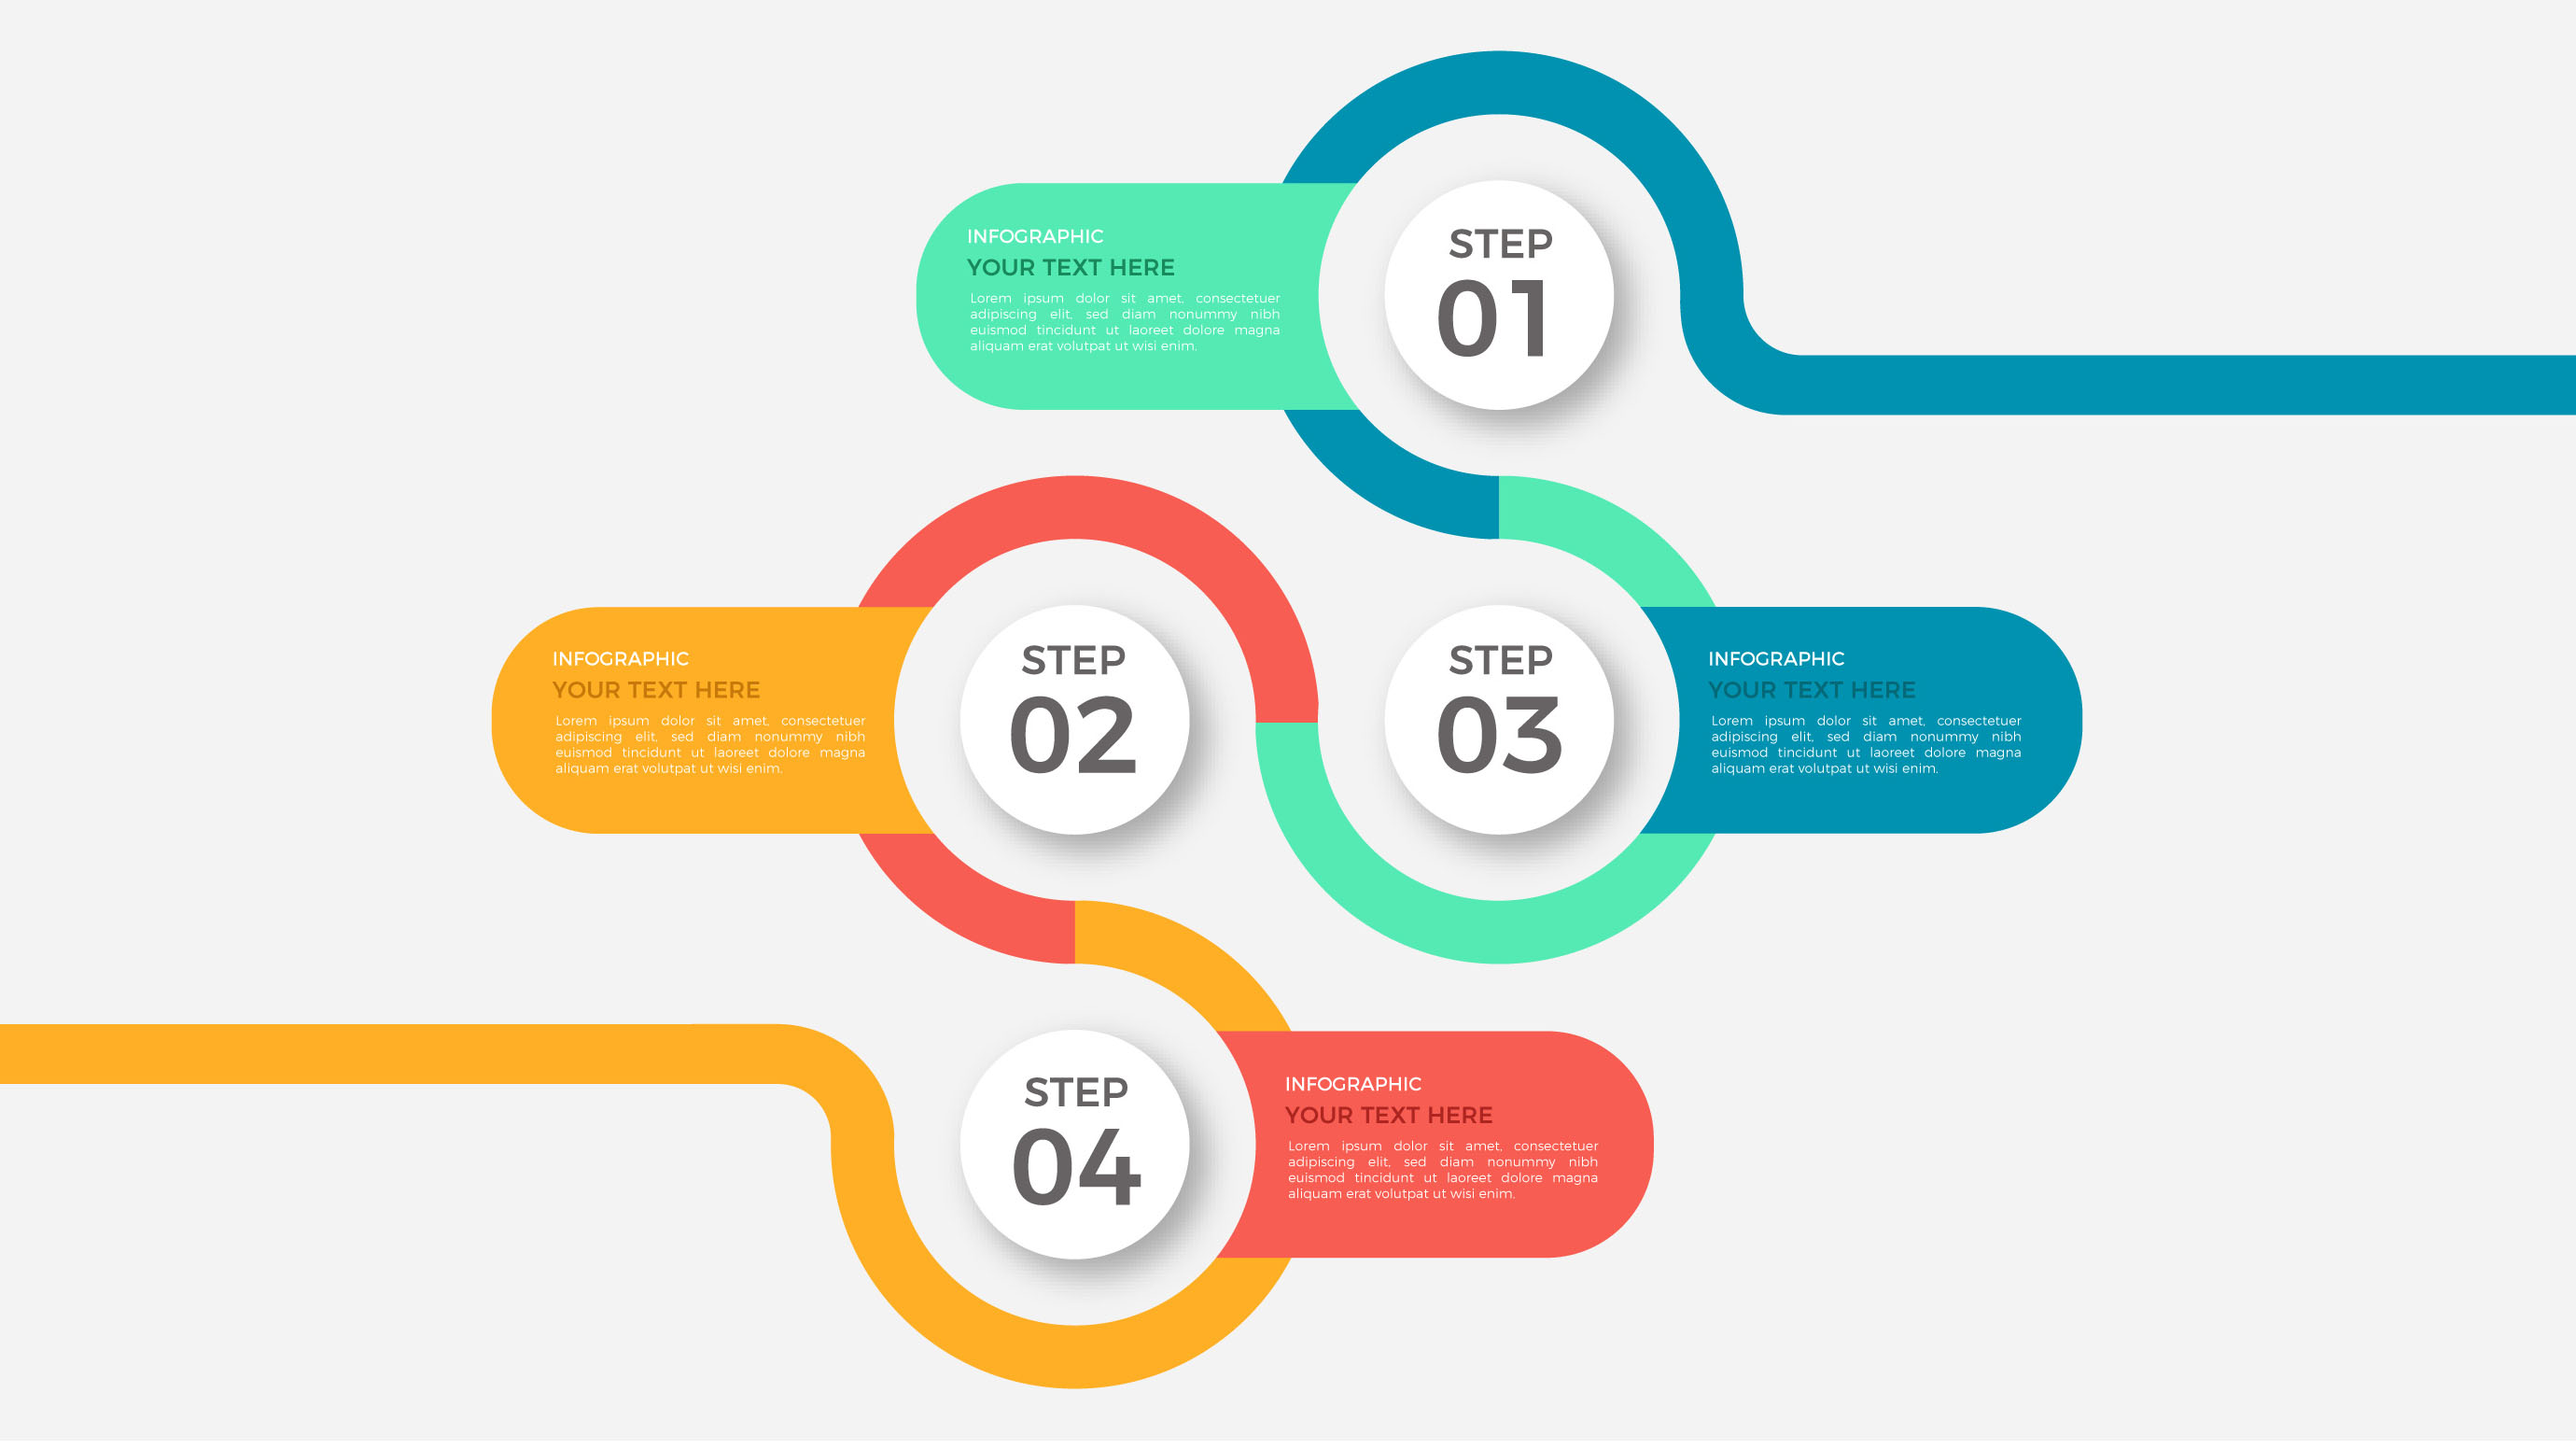 INFOGRAPHIC
YOUR TEXT HERE
Lorem ipsum dolor sit amet, consectetuer
adipiscing elit, sed diam nonummy nibh
euismod tincidunt ut laoreet dolore magna
aliquam erat volutpat ut wisi enim.
STEP
01
INFOGRAPHIC
YOUR TEXT HERE
Lorem ipsum dolor sit amet, consectetuer
adipiscing elit, sed diam nonummy nibh
euismod tincidunt ut laoreet dolore magna
aliquam erat volutpat ut wisi enim.
STEP
02
STEP
03
INFOGRAPHIC
YOUR TEXT HERE
Lorem ipsum dolor sit amet, consectetuer
adipiscing elit, sed diam nonummy nibh
euismod tincidunt ut laoreet dolore magna
aliquam erat volutpat ut wisi enim.
STEP
04
INFOGRAPHIC
YOUR TEXT HERE
Lorem ipsum dolor sit amet, consectetuer
adipiscing elit, sed diam nonummy nibh
euismod tincidunt ut laoreet dolore magna
aliquam erat volutpat ut wisi enim.